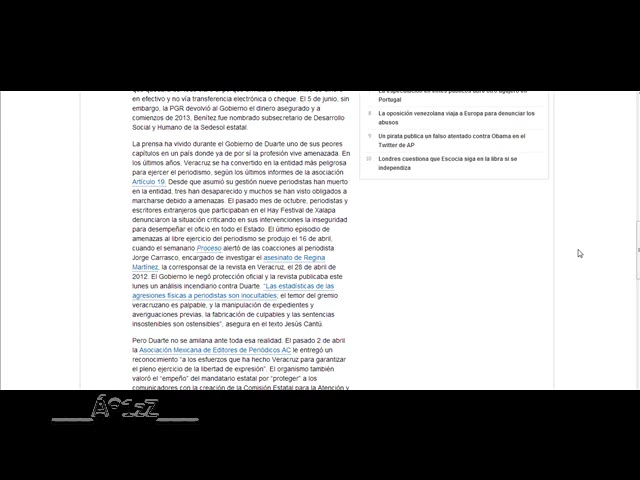 en efectivo y no vía transferencia electrónica o cheque. El 5 de junio, sin
embargo, la PGR devolvió al Gobierno el dinero asegurado y a
comienzos de 2013, Benítez fue nombrado subsecretario de Desarrollo
Social y Humano de la Sedesol estatal.
La prensa ha vivido durante el Gobierno de Duarte uno de sus peores
capítulos en un país donde ya de por sí la profesión vive amenazada. En
los últimos años, Veracruz se ha convertido en la entidad más peligrosa
para ejercer el periodismo, según los últimos informes de la asociación
Artículo 19. Desde que asumió su gestión nueve periodistas han muerto
en la entidad, tres han desaparecido y muchos se han visto obligados a
marcharse debido a amenazas. El pasado mes de octubre, periodistas y
escritores extranjeros que participaban en el Hay Festival de Xalapa
denunciaron la situación criticando en sus intervenciones la inseguridad
para desempeñar el oficio en todo el Estado. El último episodio de
amenazas al libre ejercicio del periodismo se produjo el 16 de abril,
cuando el semanario Proceso alertó de las coacciones al periodista
Jorge Carrasco, encargado de investigar el asesinato de Regina
Martínez, la corresponsal de la revista en Veracruz, el 28 de abril de
2012. El Gobierno le negó protección oficial y la revista publicaba este
lunes un análisis incendiario contra Duarte. “Las estadísticas de las
agresiones físicas a periodistas son inocultables; el temor del gremio
veracruzano es palpable, y la manipulación de expedientes y
averiguaciones previas, la fabricación de culpables y las sentencias
insostenibles son ostensibles”, asegura en el texto Jesús Cantú.
Pero Duarte no se amilana ante toda esa realidad. El pasado 2 de abril
la Asociación Mexicana de Editores de Periódicos AC le entregó un
reconocimiento “a los esfuerzos que ha hecho Veracruz para garantizar
el pleno ejercicio de la libertad de expresión”. El organismo también
valoró el “empeño” del mandatario estatal por “proteger” a los
comunicadores con la creación de la Comisión Estatal para la Atención y
Portugal
8 La oposición venezolana viaja a Europa para denunciar los
abusos
9 Un pirata publica un falso atentado contra Obama en el
Twitter de AP
10 Londres cuestiona que Escocia siga en la libra si se
independiza